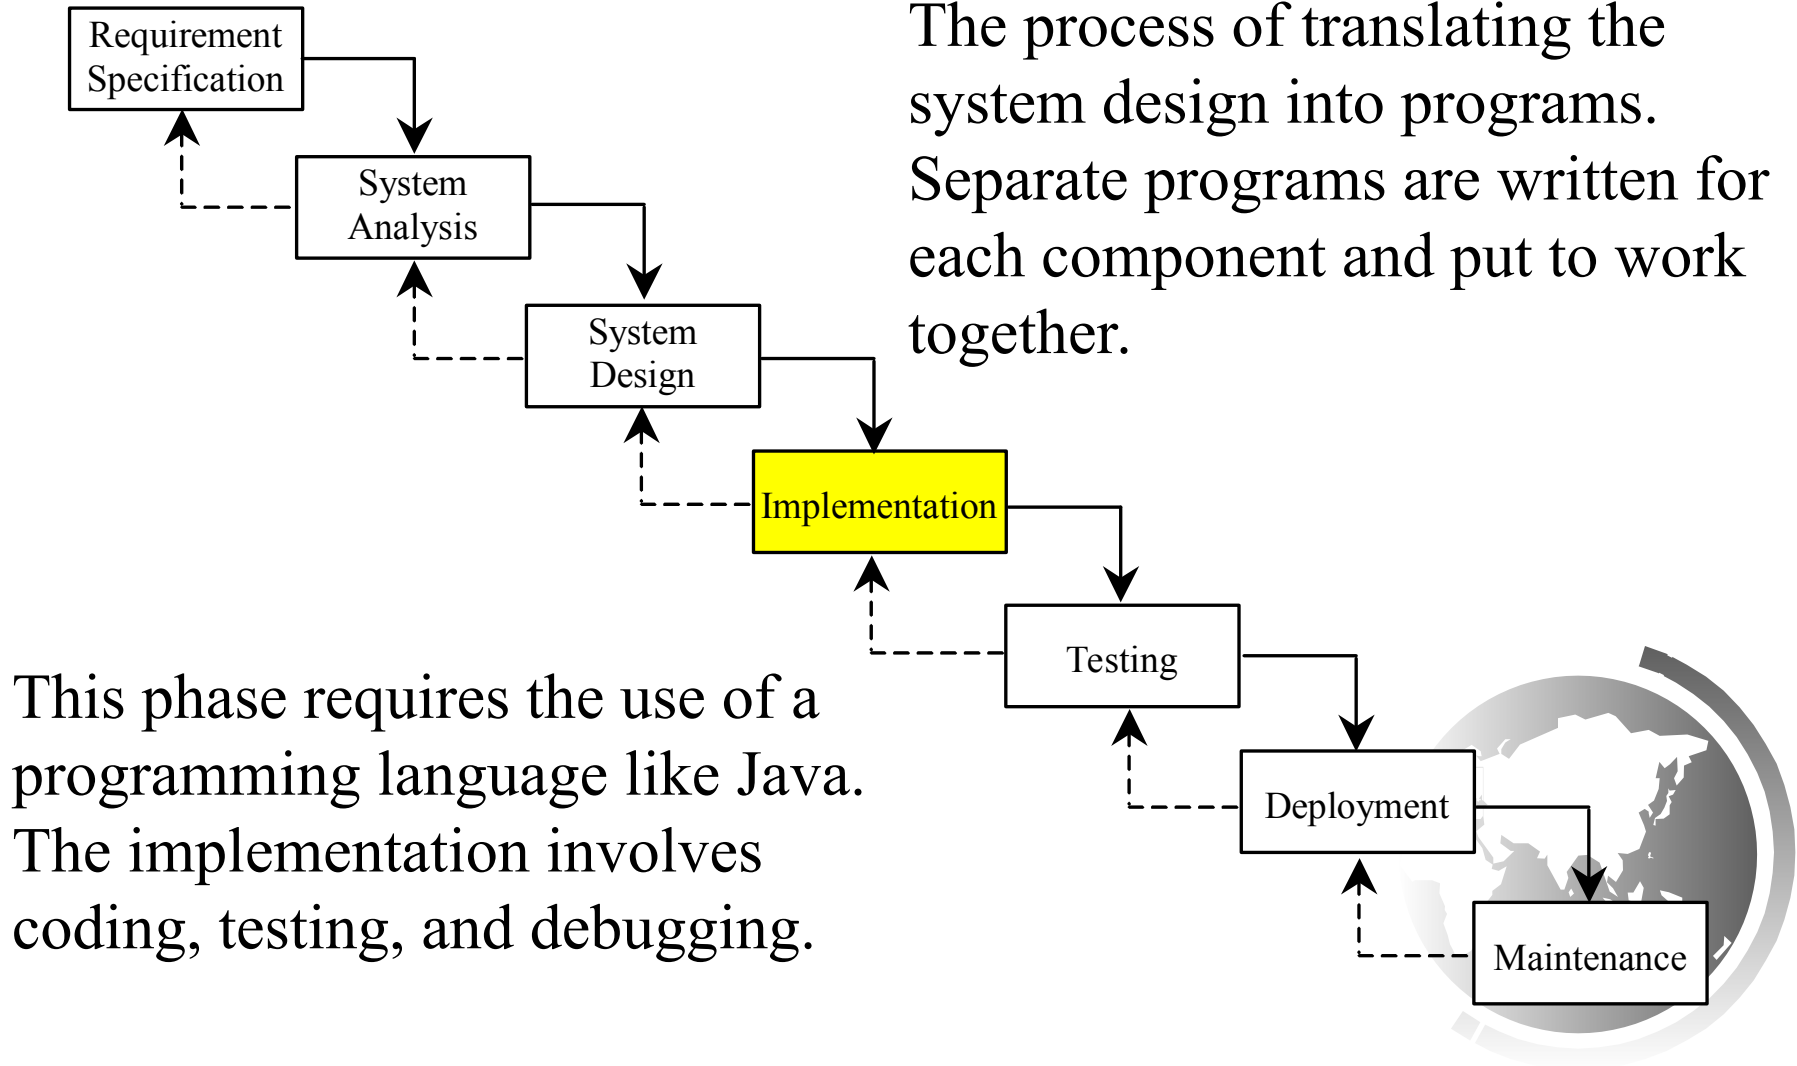 Requirement
Specification
The process of translating the
system design into programs.
Separate programs are written for
each component and put to work
together.
System
Analysis
System
Design
Implementation
Testing
This phase requires the use of a
programming language like Java.
The implementation involves
coding, testing, and debugging.
Deployment
Maintenance